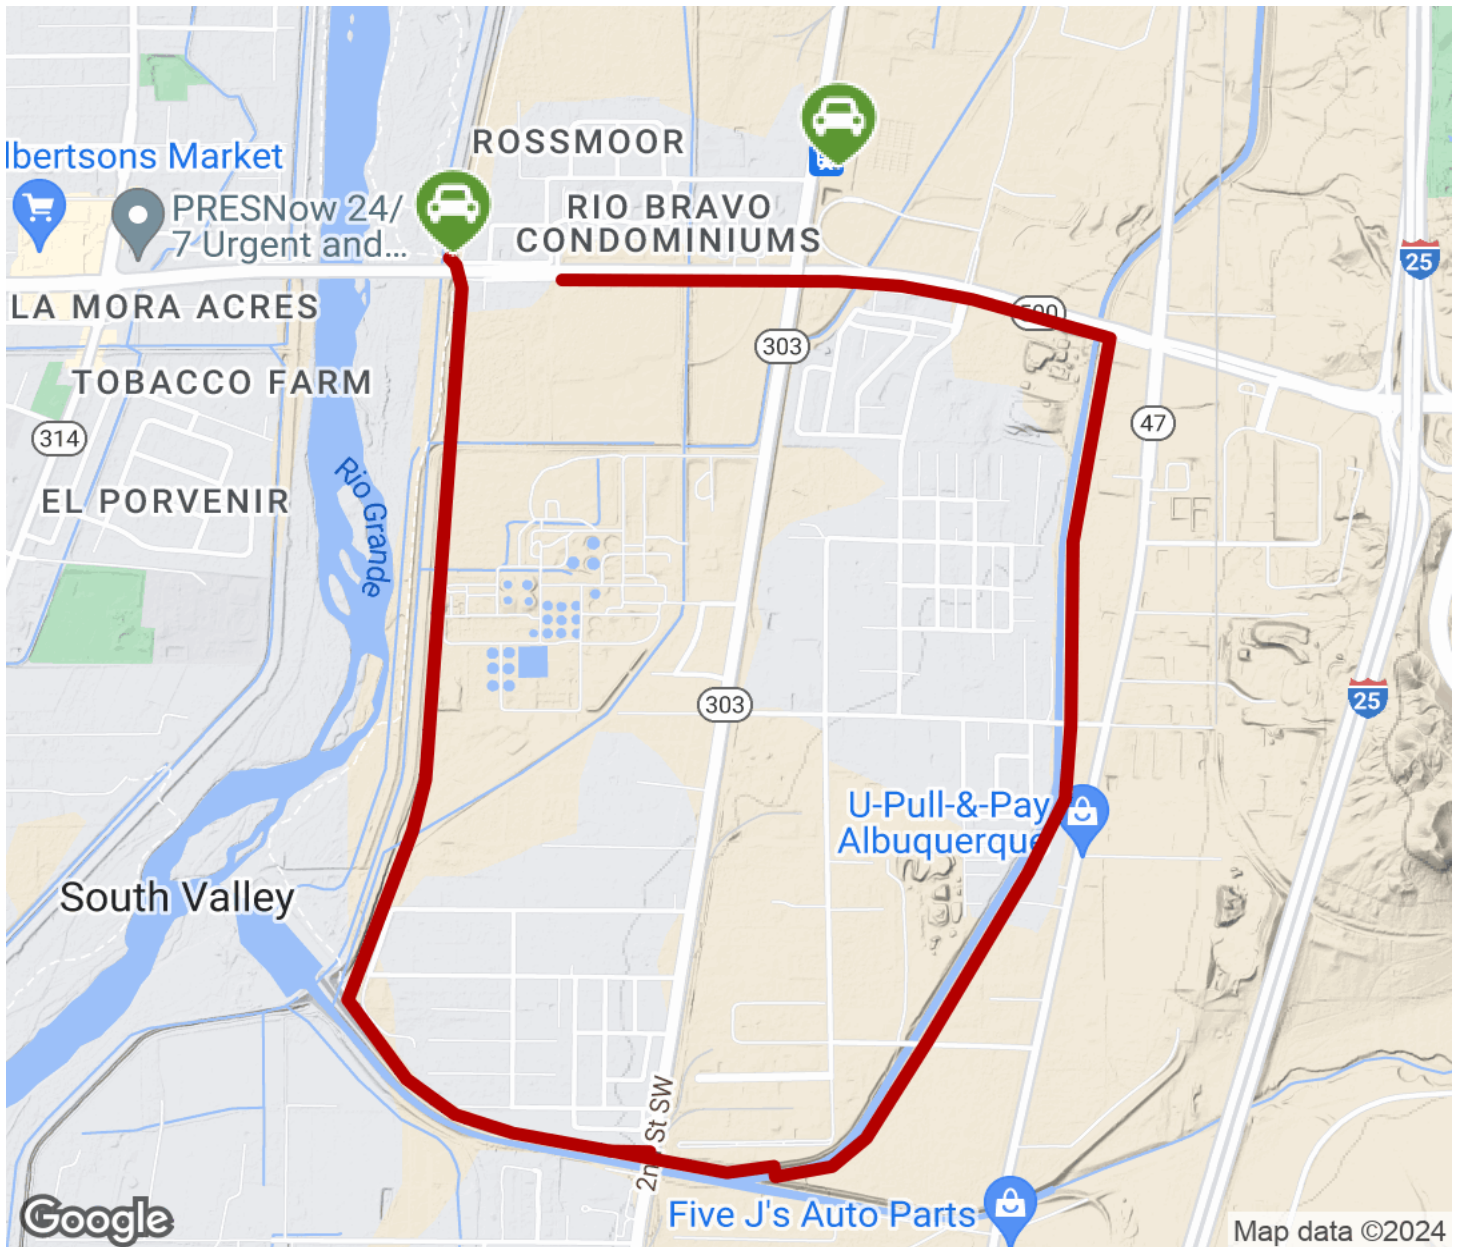 ROSSMOOR
lbertsons Market
PRESNow 24/
7 Urgent and...
RIO BRAVO
CONDOMINIUMS
25
LA MORA ACRES
303
TOBACCO FARM
47
314
Rio Grande
EL PORVENIR
25
303
U-Pull-&-Pay
Albuquerque
South Valley
2nd St SW
Five J's Auto Parts
Google
Map data ©2024